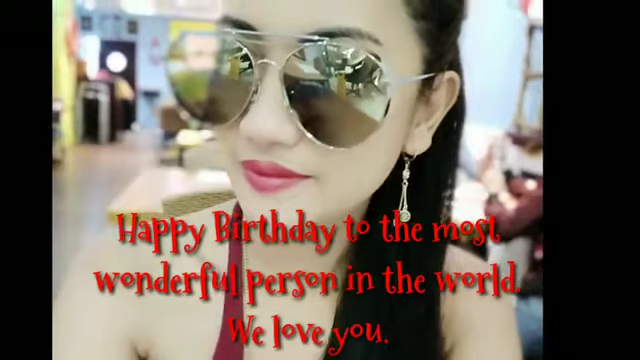 Happy Birthday to the most
wonderful person in the world.
We love you.